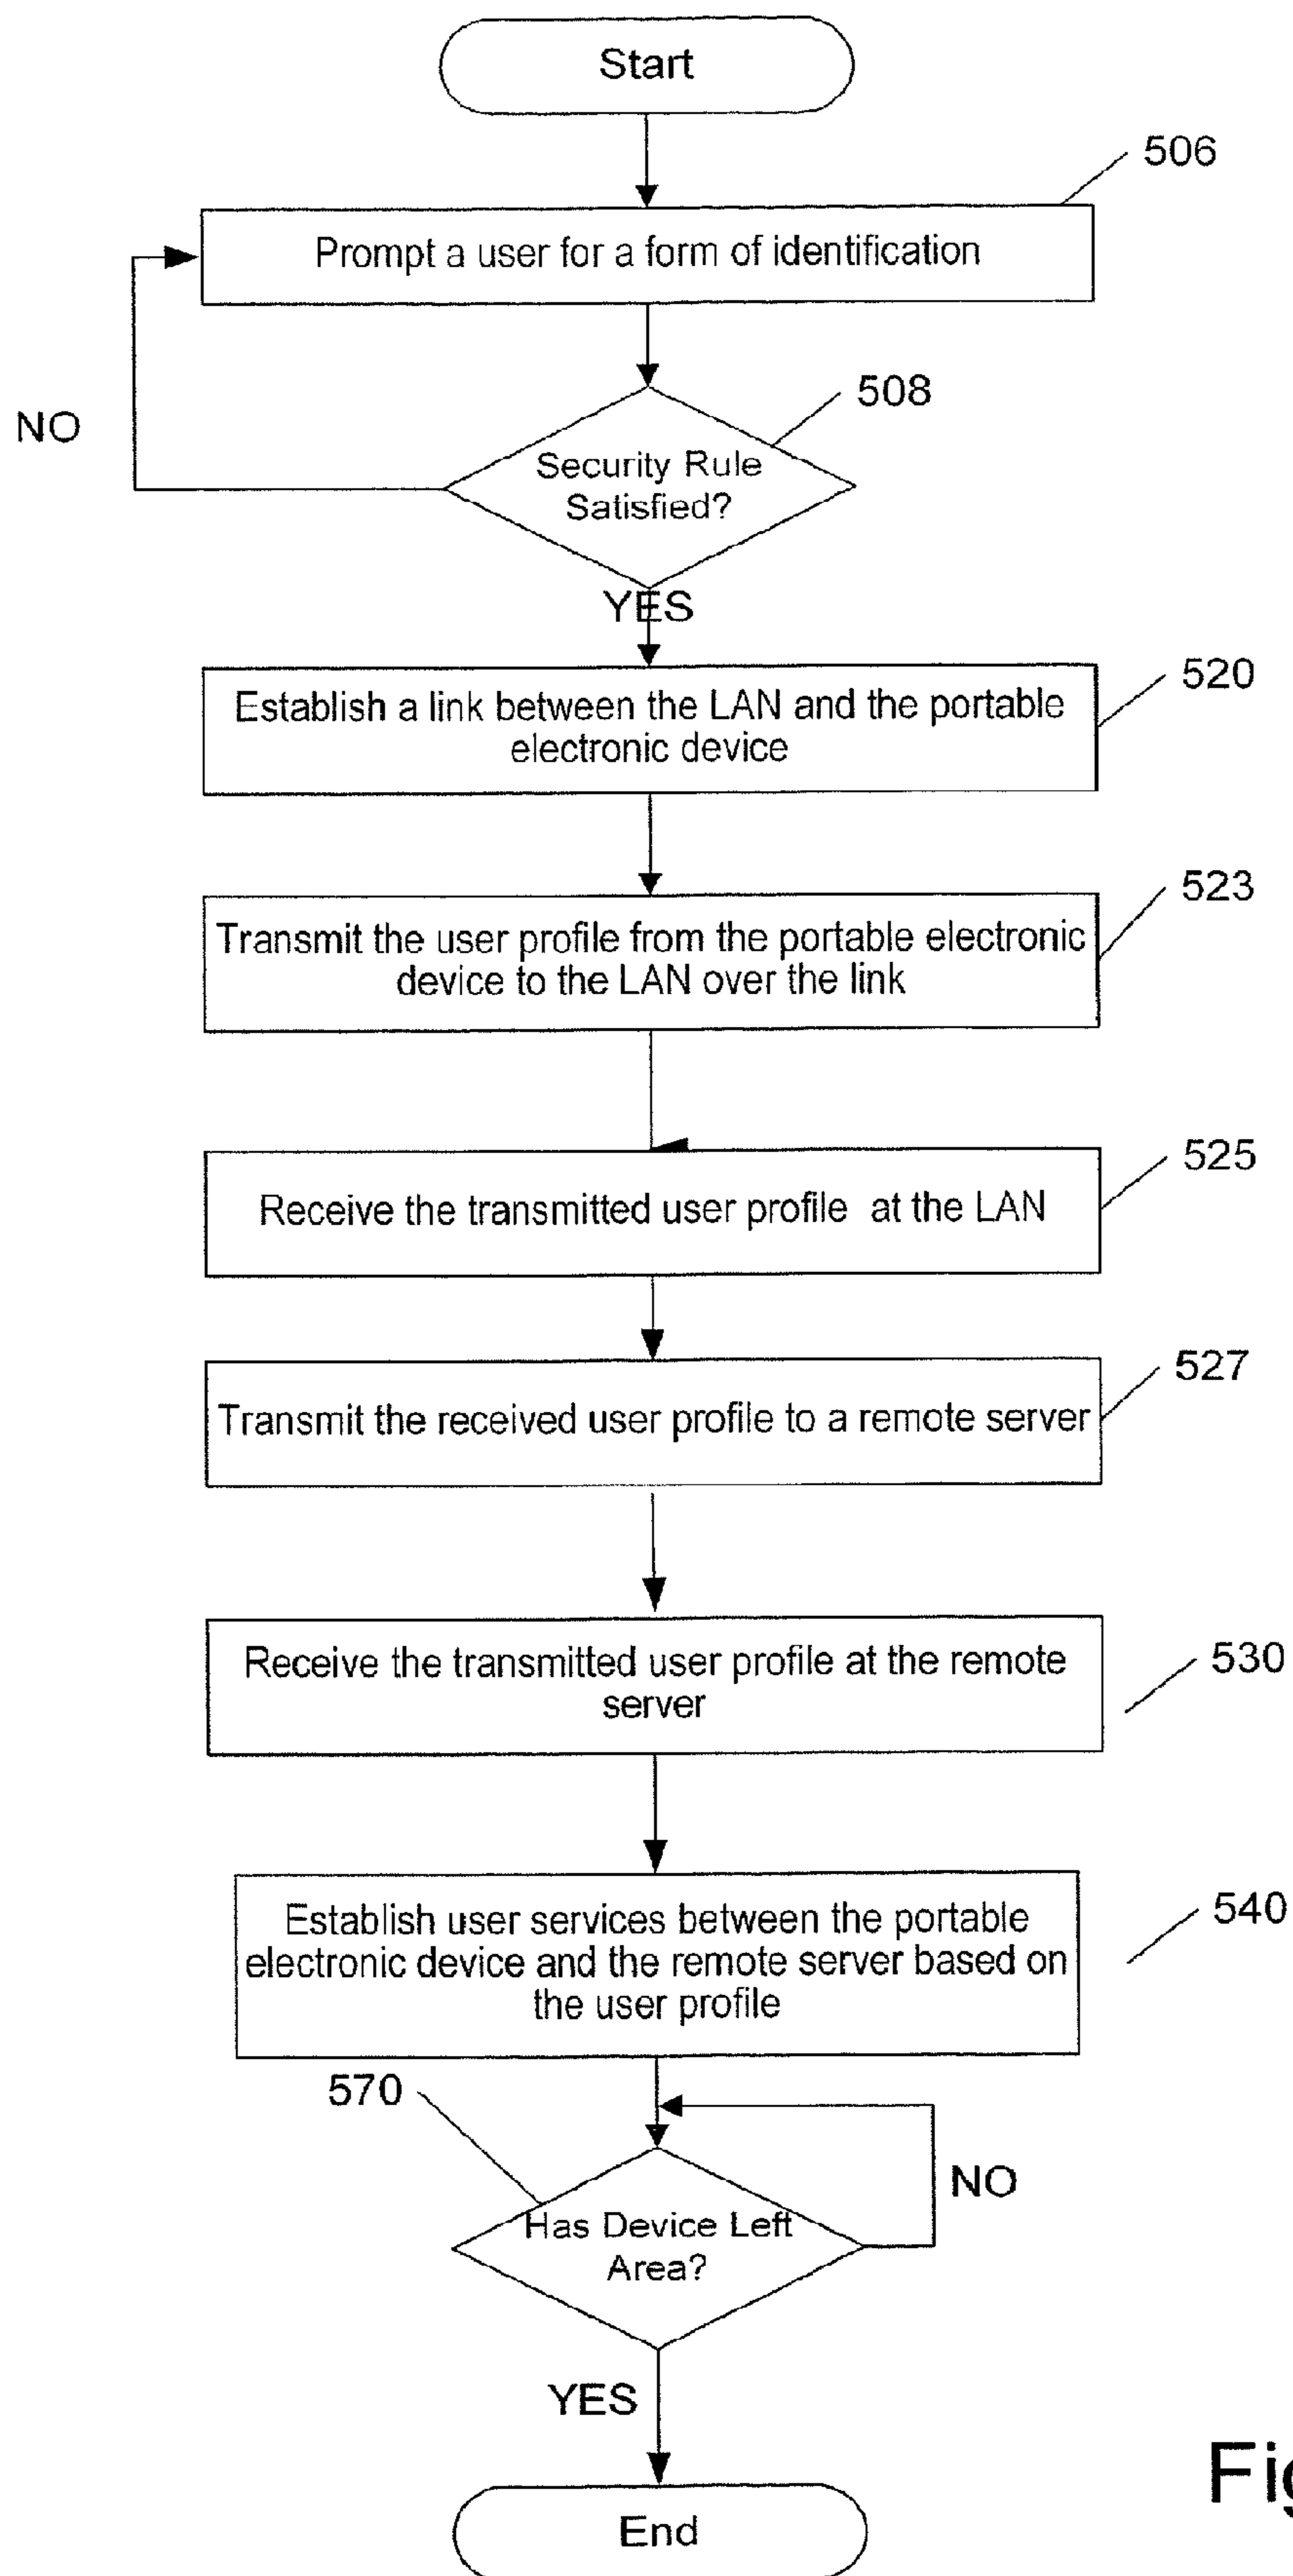 Start
506
Prompt a user for a form of identification
508
NO
Security Rule
Satisfied?
YES
520
Establish a link between the LAN and the portable
electronic device
523
Transmit the user profile from the portable electronic
device to the LAN over the link
525
Receive the transmitted user profile at the LAN
527
Transmit the received user profile to a remote server
530
Receive the transmitted user profile at the remote
server
540
Establish user services between the portable
electronic device and the remote server based on
the user profile
570
NO
Has Device Left
Area?
YES
End